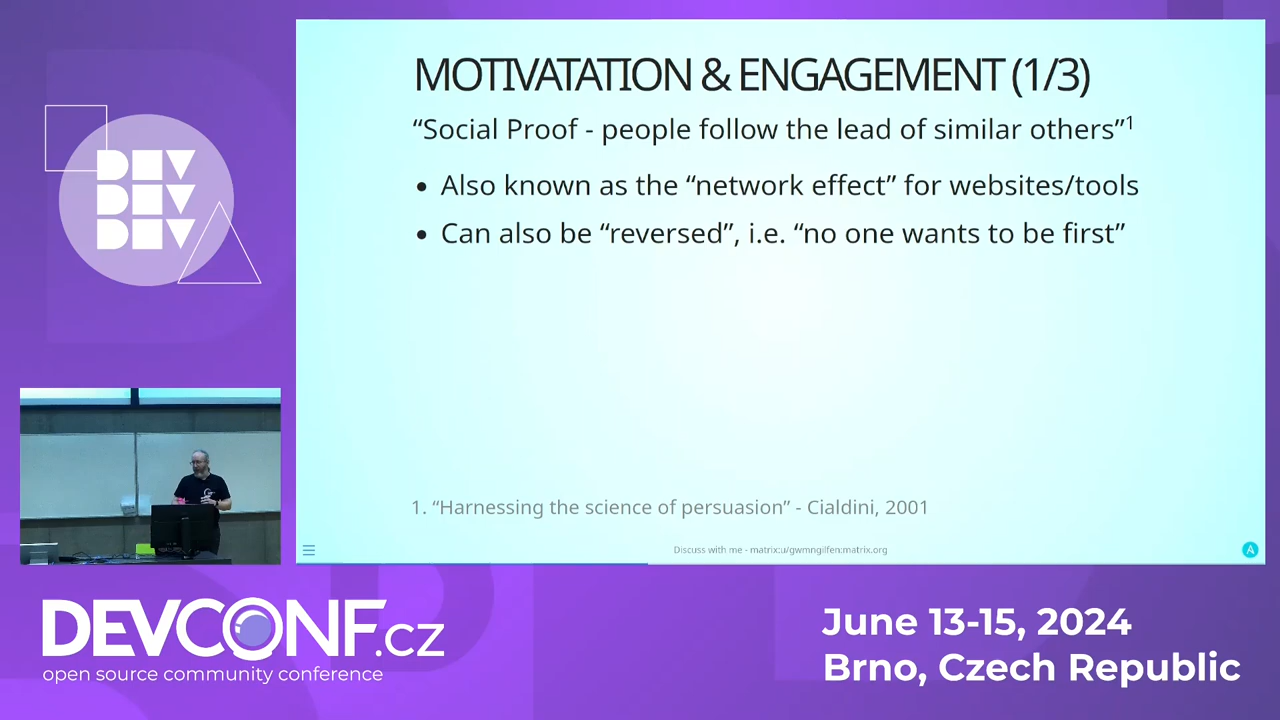 MOTIVATATION & ENGAGEMENT (1/3)
“Social Proof - people follow the lead of similar others”1
• Also known as the “network effect” for websites/tools
• Can also be “reversed”, i.e. “no one wants to be first”
1. “Harnessing the science of persuasion” - Cialdini, 2001
Discuss with me - matrix:u/gwmngilfen:matrix.org
A
DEV
DEV
DEV
DEVCONF.cz
open source community conference
June 13-15, 2024
Brno, Czech Republic